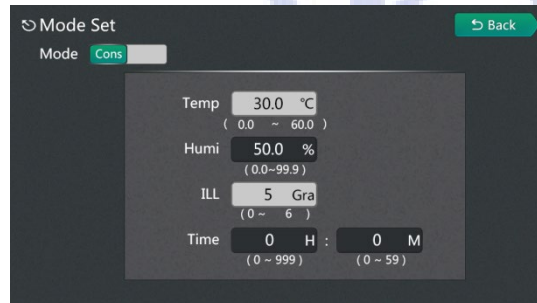 Mode Set
Back
Mode Cons
Temp 30.0 ℃
( 0.0 ~ 60.0 )
Humi 50.0 %
( 0.0~99.9 )
ILL 5 Gra
( 0 ~ 6 )
Time 0 H : 0 M
( 0 ~ 999 ) ( 0 ~ 59 )